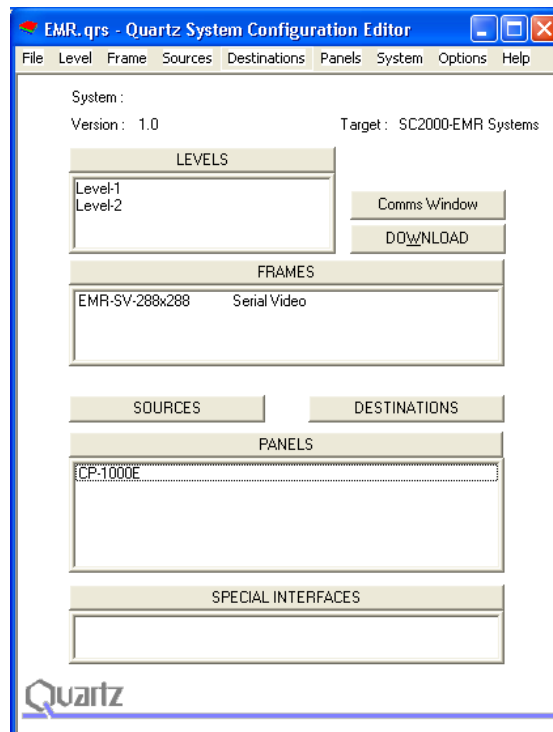 EMR.qrs - Quartz System Configuration Editor
File Level Frame Sources Destinations Panels System Options Help
System :
Version : 1.0 Target : SC2000-EMR Systems
LEVELS
Level-1
Level-2
Comms Window
DOWNLOAD
FRAMES
EMR-SV-288x288 Serial Video
SOURCES DESTINATIONS
PANELS
CP-1000E
SPECIAL INTERFACES
Quartz